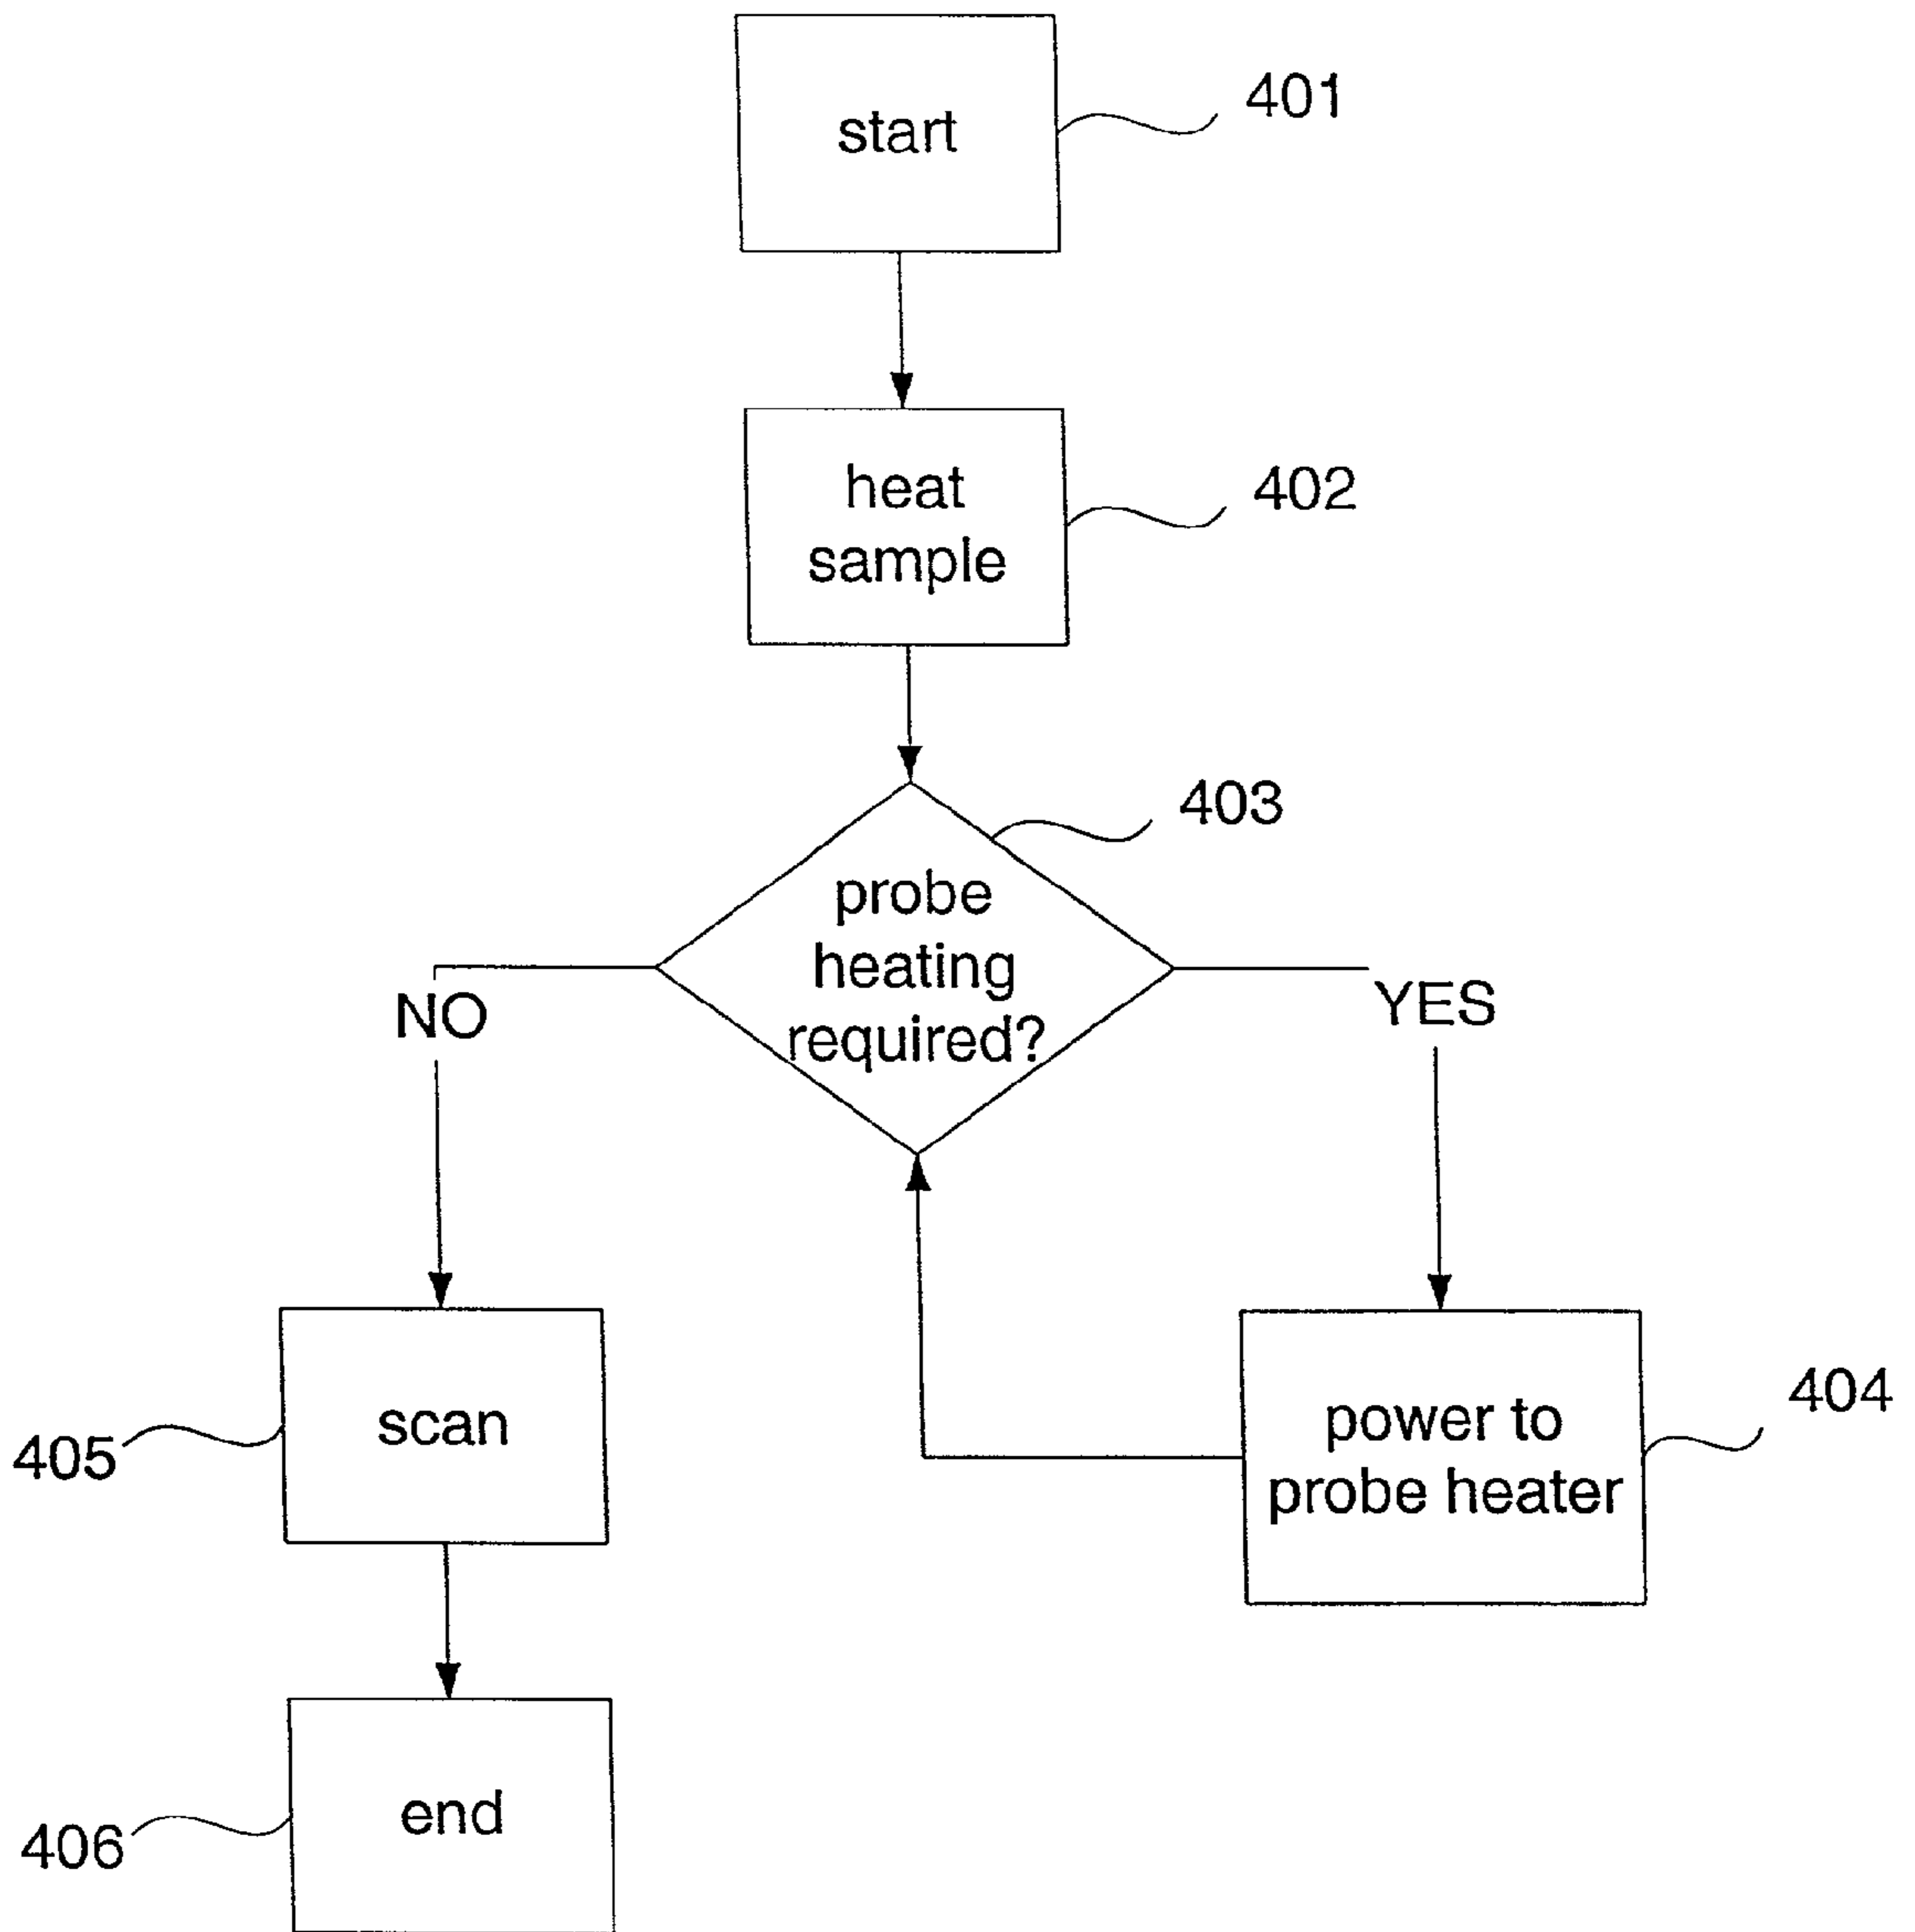 start
401
heat
sample
402
403
probe
heating
required?
NO
YES
scan
405
power to
probe heater
404
end
406